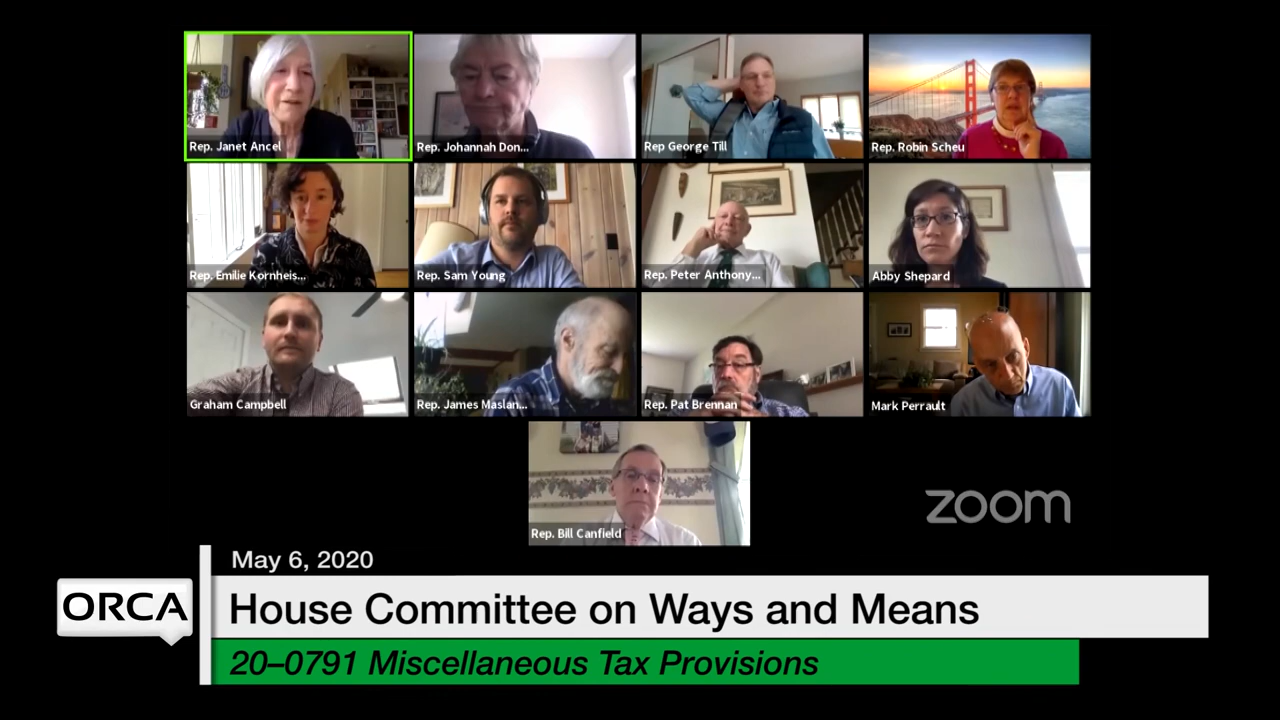 Rep. Janet Ancel
Rep. Johannah Don...
Rep George Till
Rep. Robin Scheu
Rep. Emilie Kornheis...
Rep. Sam Young
Rep. Peter Anthony...
Abby Shepard
Graham Campbell
Rep. James Maslan...
Rep. Pat Brennan
Mark Perrault
Rep. Bill Canfield
zoom
May 6, 2020
ORCA
House Committee on Ways and Means
20–0791 Miscellaneous Tax Provisions